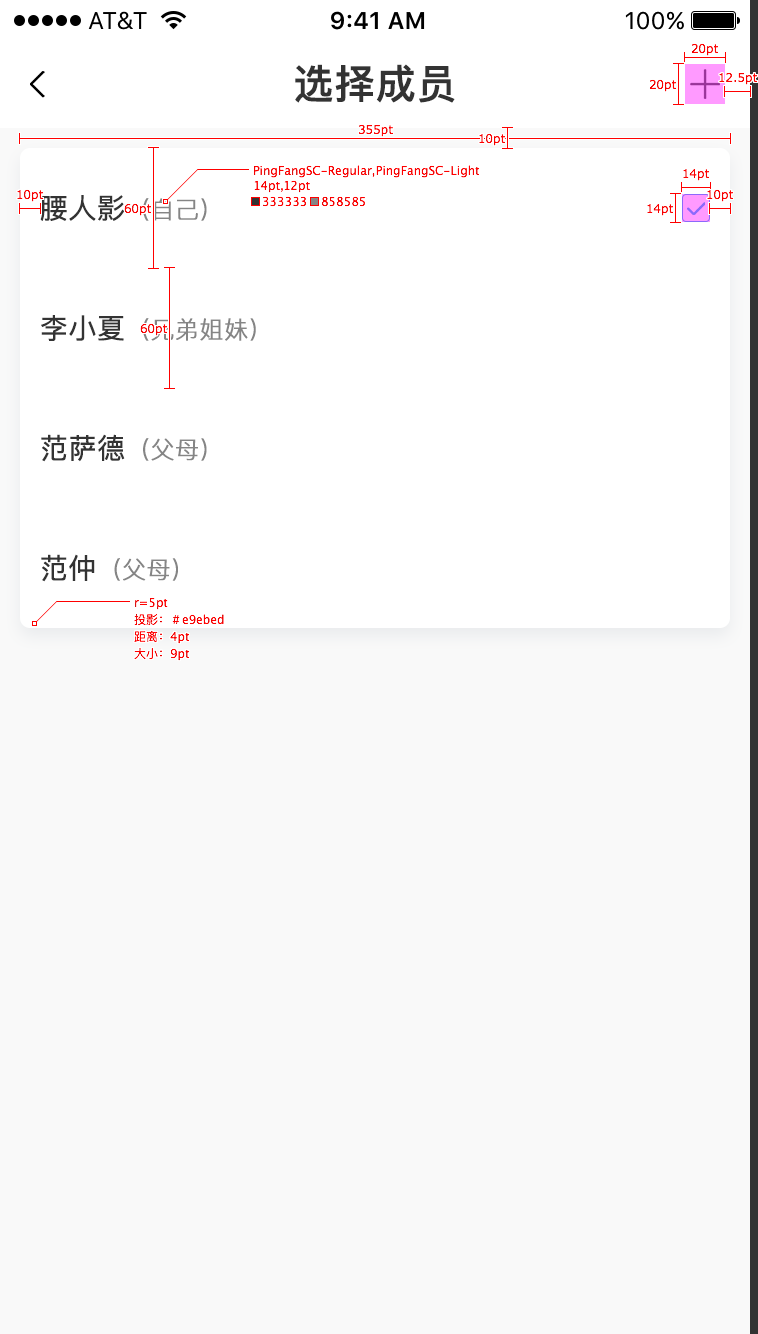 ●●●●● AT&T 9:41 AM 100%
选择成员
20pt
20pt
12.5pt
355pt
10pt
PingFangSC-Regular,PingFangSC-Light
14pt,12pt
333333 858585
14pt
14pt
10pt
10pt
腰人影 (自己)
60pt
李小夏 (兄弟姐妹)
60pt
范萨德 (父母)
范仲 (父母)
r=5pt
投影：#e9ebed
距离：4pt
大小：9pt